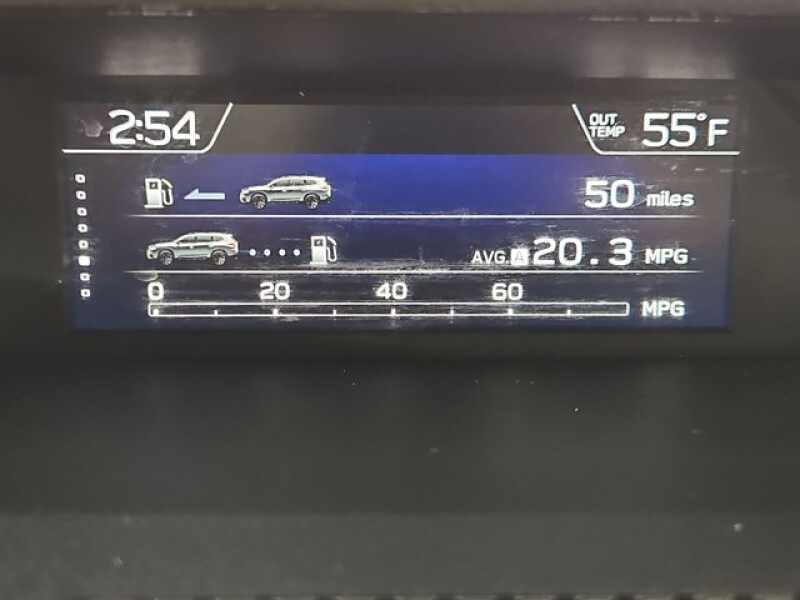 2:54
OUT TEMP 55°F
50 miles
AVG. A 20.3 MPG
0 20 40 60
MPG